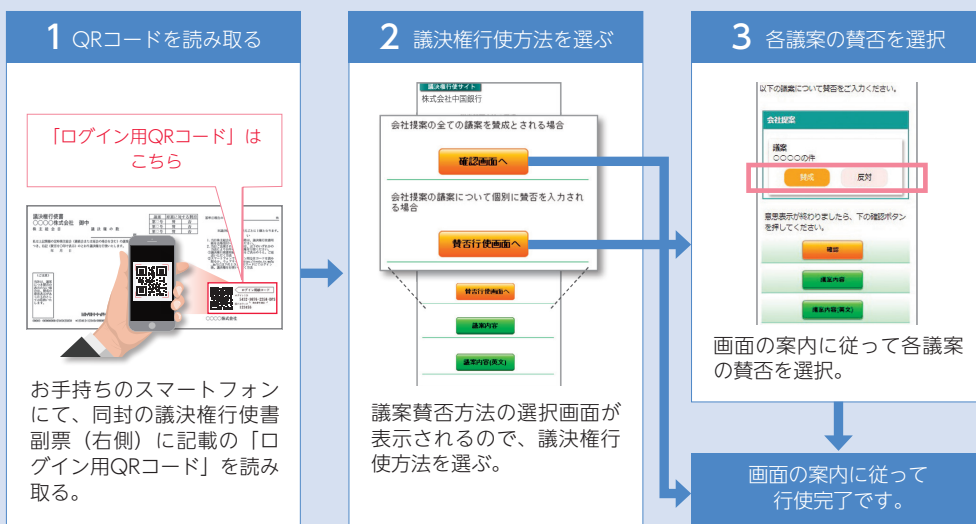 1 QRコードを読み取る
「ログイン用QRコード」は
こちら
議決権行使書
〇〇〇〇株式会社 御中
〇〇〇〇株式会社
お手持ちのスマートフォン
にて、同封の議決権行使書
副票（右側）に記載の「ロ
グイン用QRコード」を読み
取る。
2 議決権行使方法を選ぶ
議決権行使サイト
株式会社中国銀行
会社提案の全ての議案を賛成とされる場合
確認画面へ
会社提案の議案について個別に賛否を入力され
る場合
賛否行使画面へ
賛否行使画面へ
議案内容
議案内容(英文)
議案賛否方法の選択画面が
表示されるので、議決権行
使方法を選ぶ。
3 各議案の賛否を選択
以下の議案について賛否をご入力ください。
会社提案
議案
〇〇〇〇の件
賛成 反対
意思表示が終わりましたら、下の確認ボタン
を押してください。
確認
議案内容
議案内容(英文)
画面の案内に従って各議案
の賛否を選択。
画面の案内に従って
行使完了です。